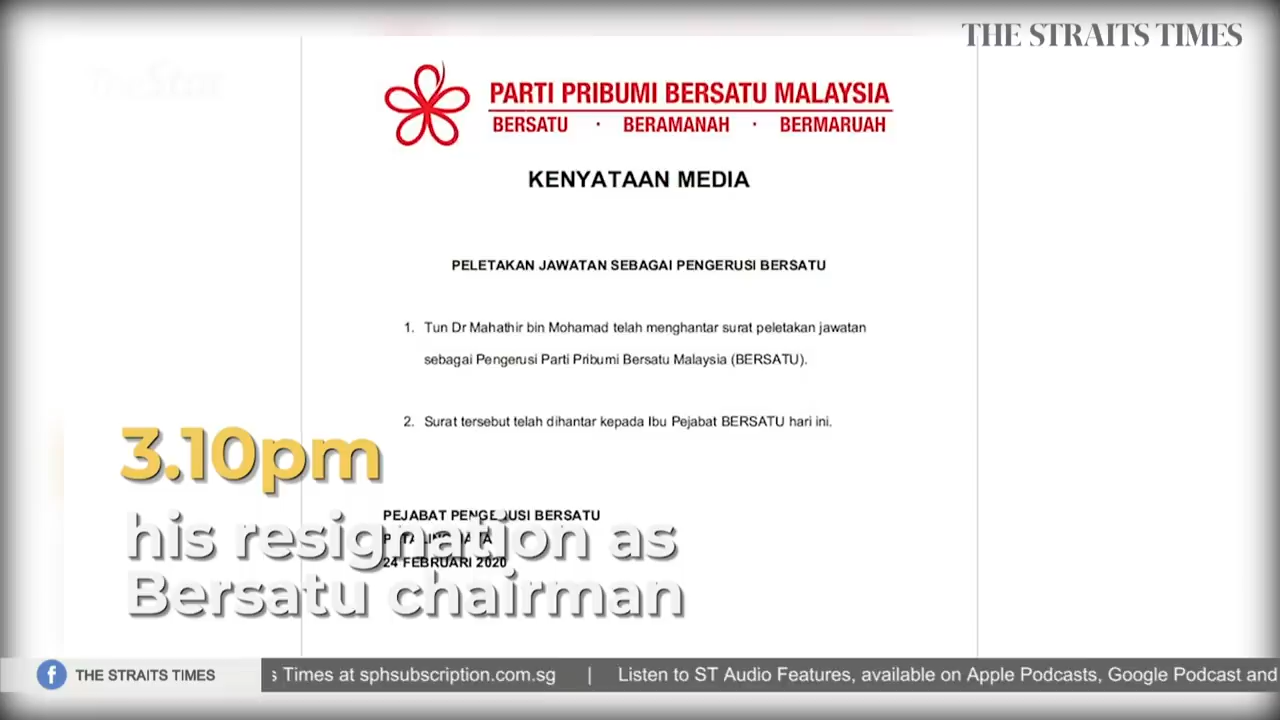 THE STRAITS TIMES
PARTI PRIBUMI BERSATU MALAYSIA
BERSATU · BERAMANAH · BERMARUAH
KENYATAAN MEDIA
PELETAKAN JAWATAN SEBAGAI PENGERUSI BERSATU
1. Tun Dr Mahathir bin Mohamad telah menghantar surat peletakan jawatan
sebagai Pengerusi Parti Pribumi Bersatu Malaysia (BERSATU).
2. Surat tersebut telah dihantar kepada Ibu Pejabat BERSATU hari ini.
3.10pm
PEJABAT PENGERUSI BERSATU
his resignation as
24 FEBRUARI 2020
Bersatu chairman
THE STRAITS TIMES
s Times at sphsubscription.com.sg | Listen to ST Audio Features, available on Apple Podcasts, Google Podcast and